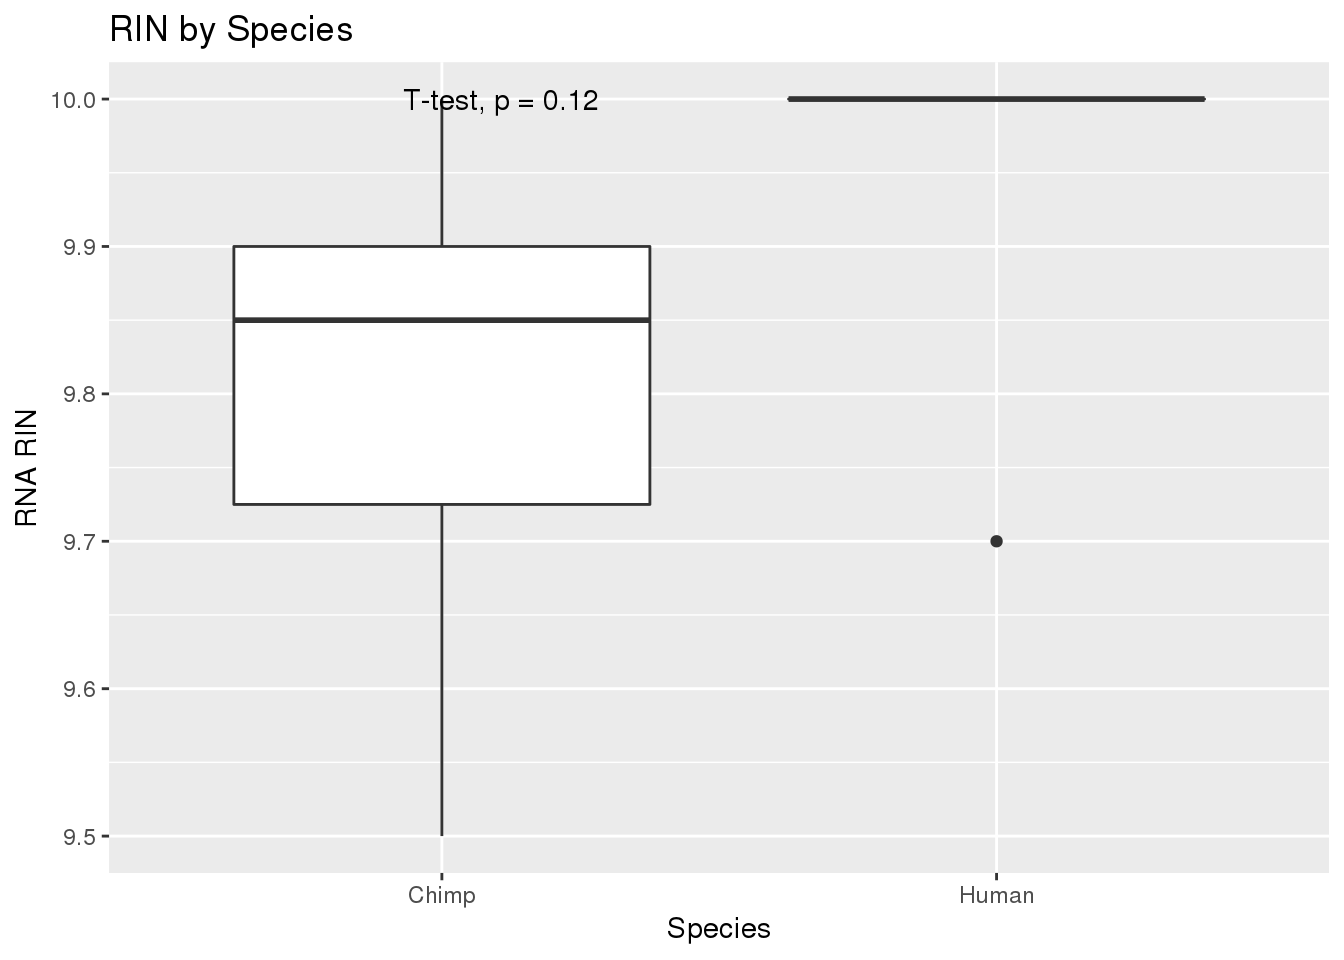 RIN by Species
T-test, p = 0.12
10.0
9.9
9.8
9.7
9.6
9.5
RNA RIN
Chimp
Human
Species